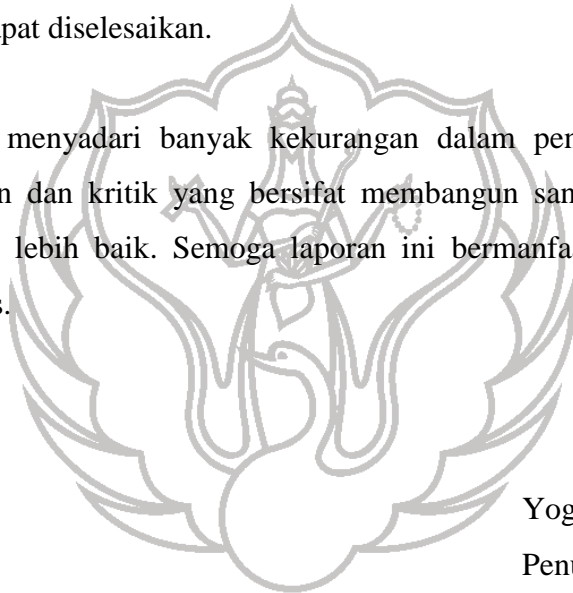 pat diselesaikan.
menyadari banyak kekurangan dalam pen
n dan kritik yang bersifat membangun san
lebih baik. Semoga laporan ini bermanfa
s.
Yog
Penu